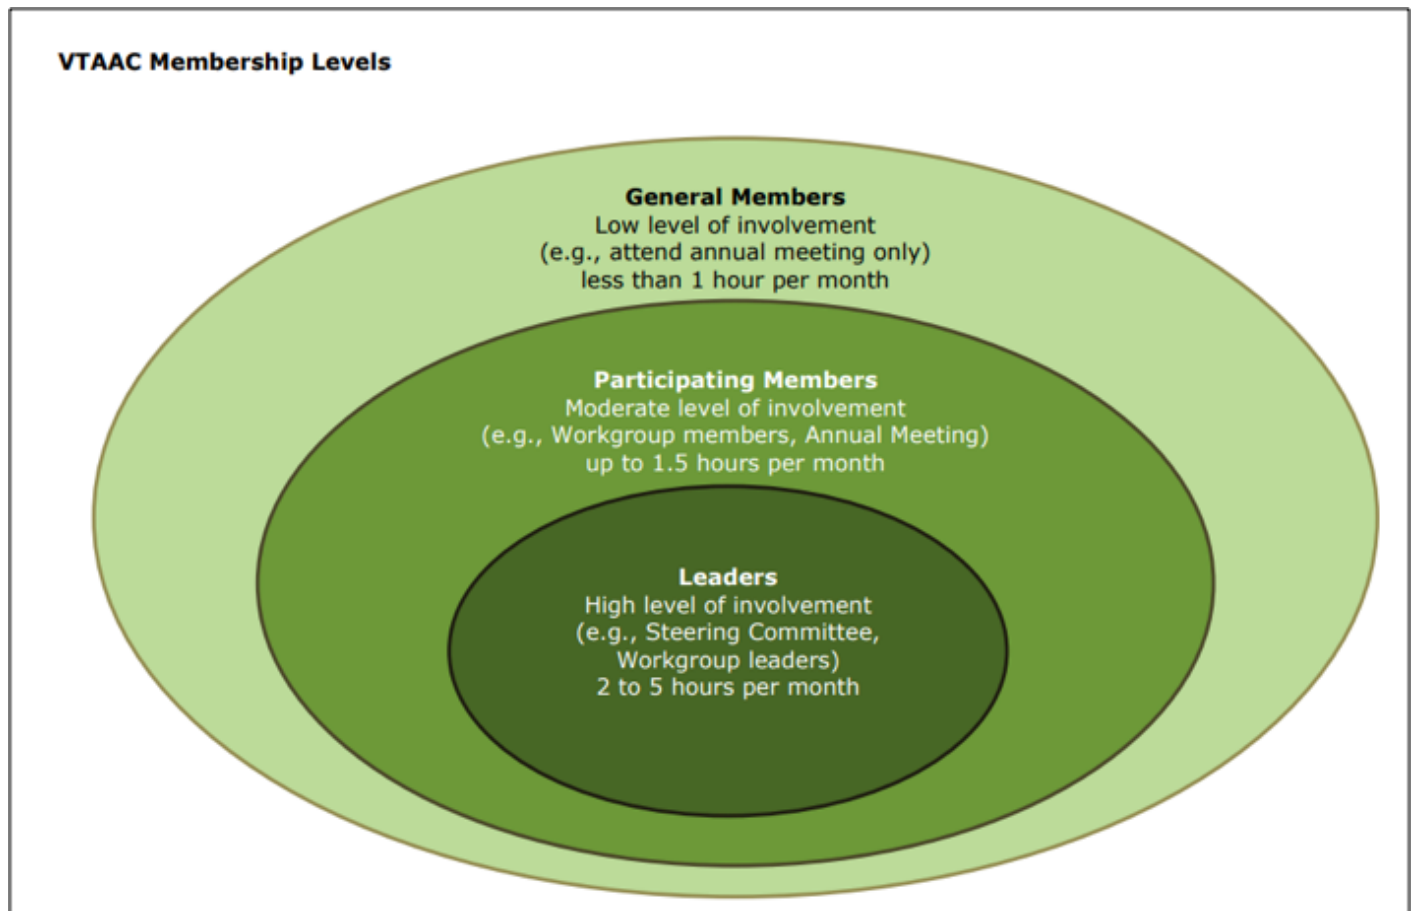 VTAAC Membership Levels
General Members
Low level of involvement
(e.g., attend annual meeting only)
less than 1 hour per month
Participating Members
Moderate level of involvement
(e.g., Workgroup members, Annual Meeting)
up to 1.5 hours per month
Leaders
High level of involvement
(e.g., Steering Committee,
Workgroup leaders)
2 to 5 hours per month